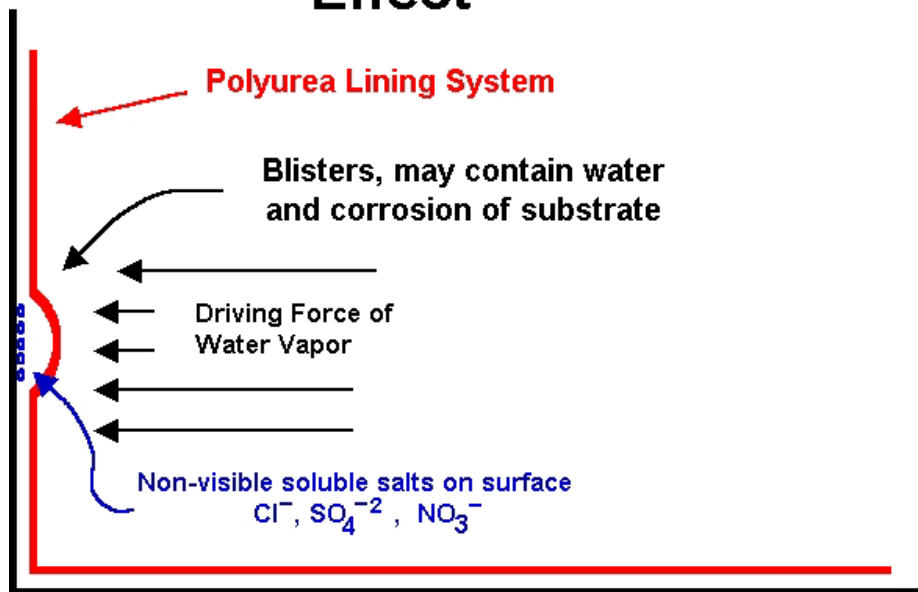 Effect
Polyurea Lining System
Blisters, may contain water
and corrosion of substrate
Driving Force of
Water Vapor
Non-visible soluble salts on surface
Cl⁻, SO₄⁻², NO₃⁻